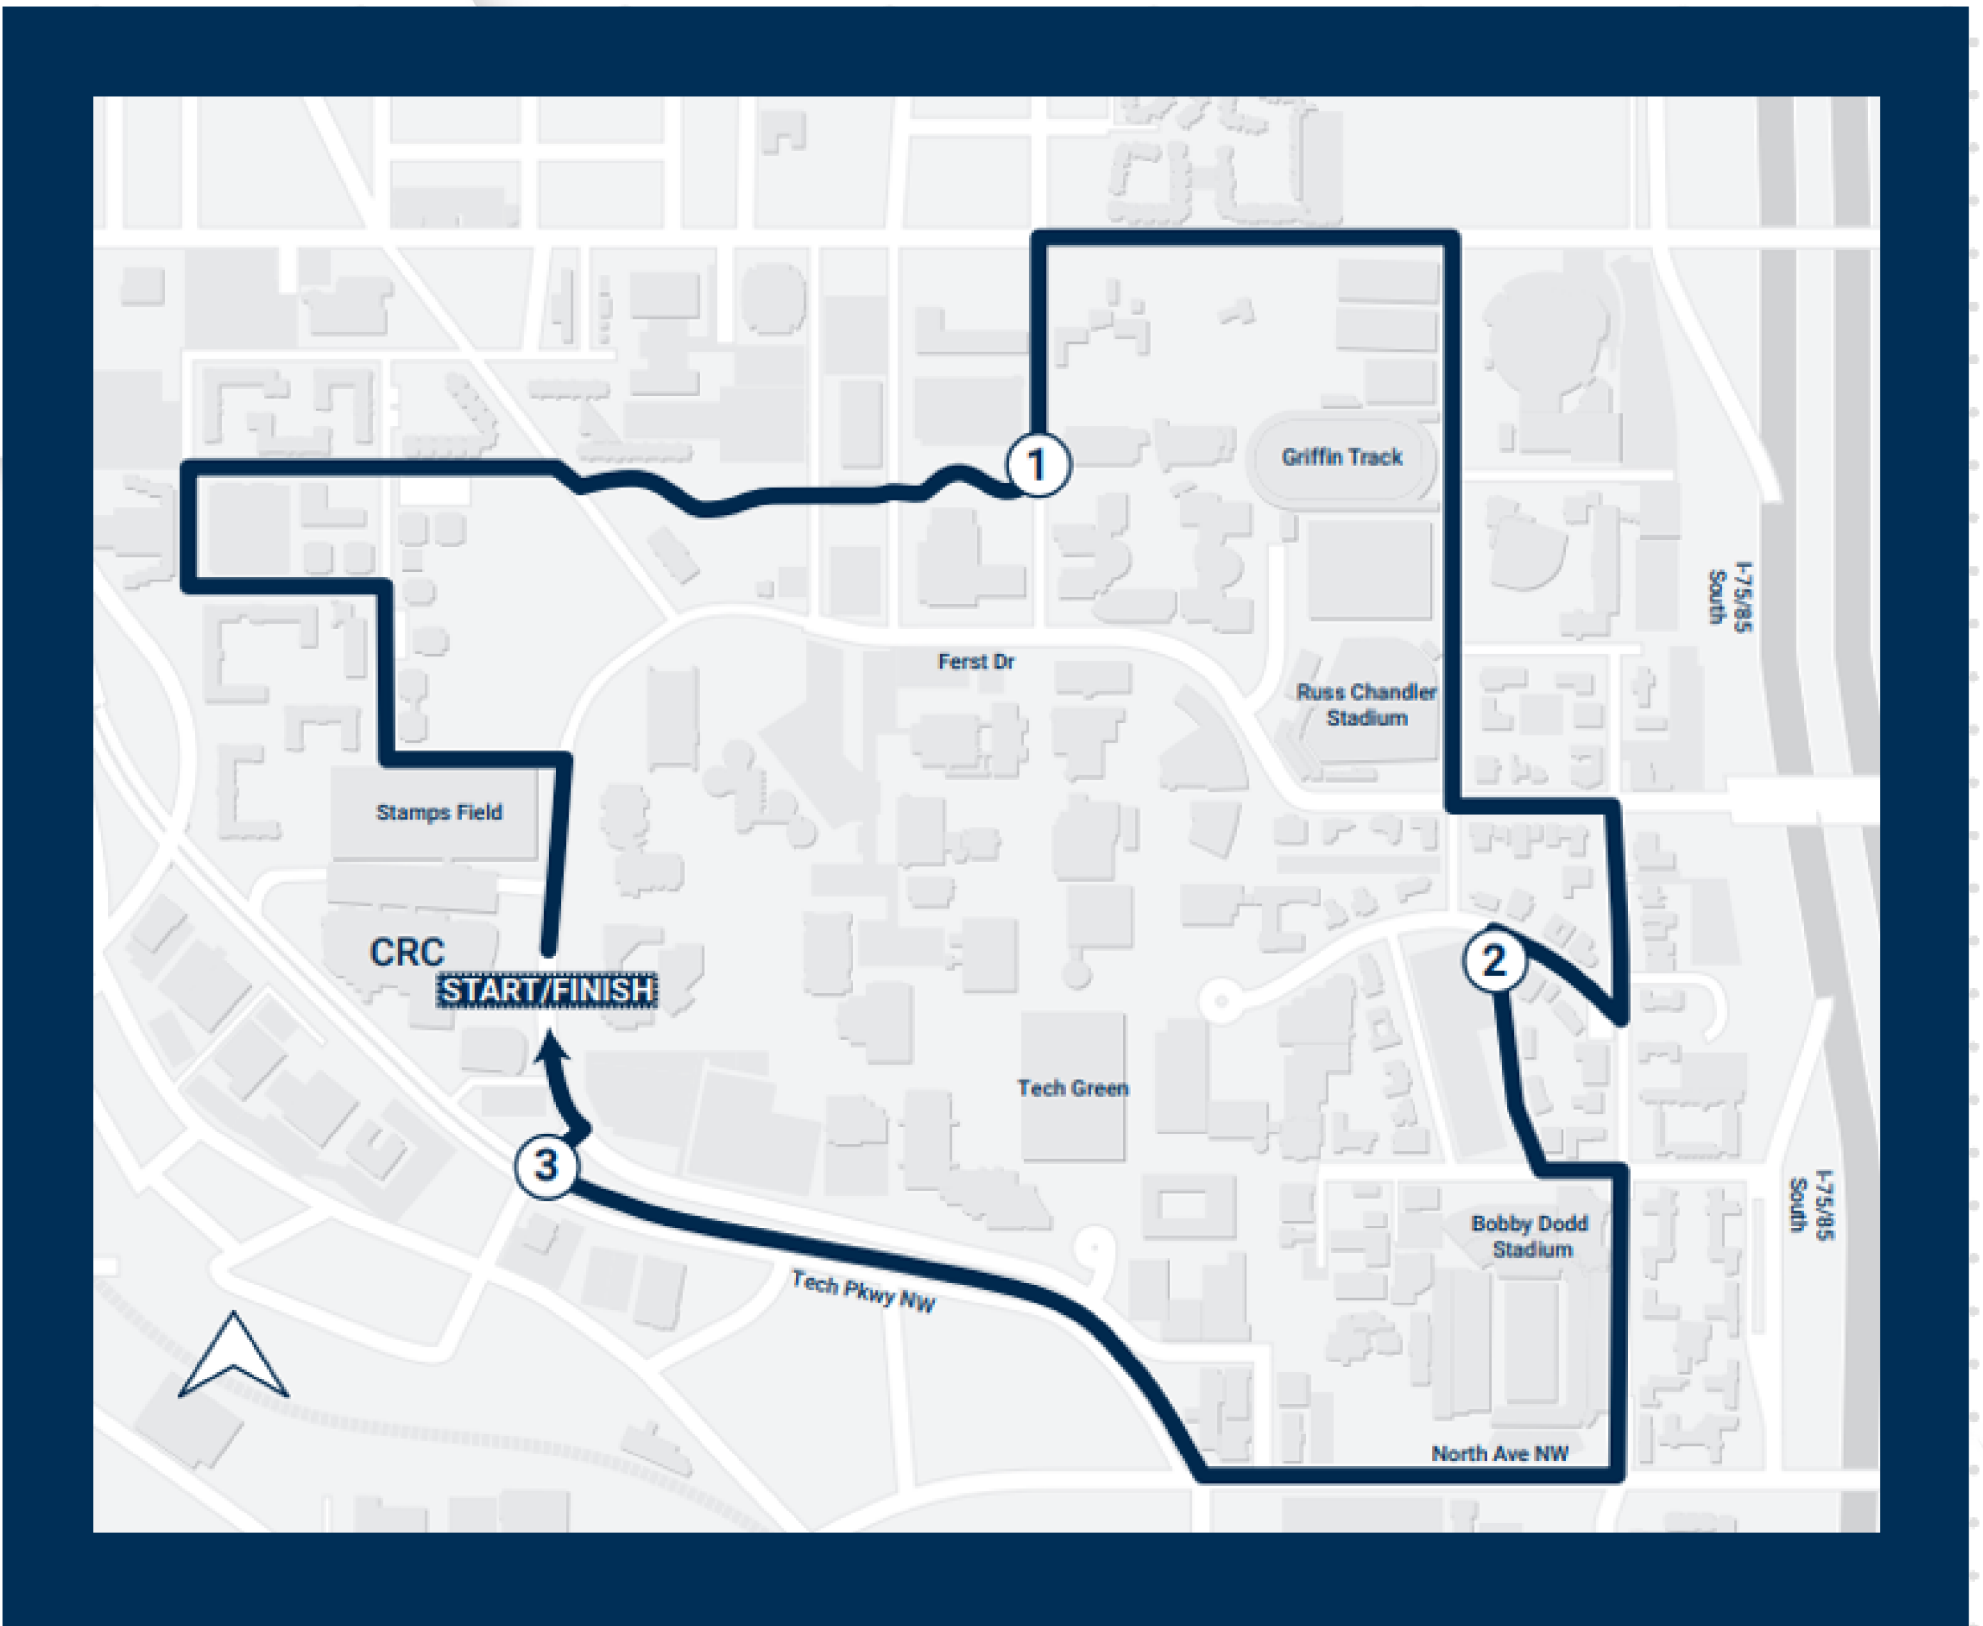 1
Griffin Track
I-75/85
South
Ferst Dr
Russ Chandler
Stadium
Stamps Field
CRC
2
START/FINISH
Tech Green
3
I-75/85
South
Bobby Dodd
Stadium
Tech Pkwy NW
North Ave NW